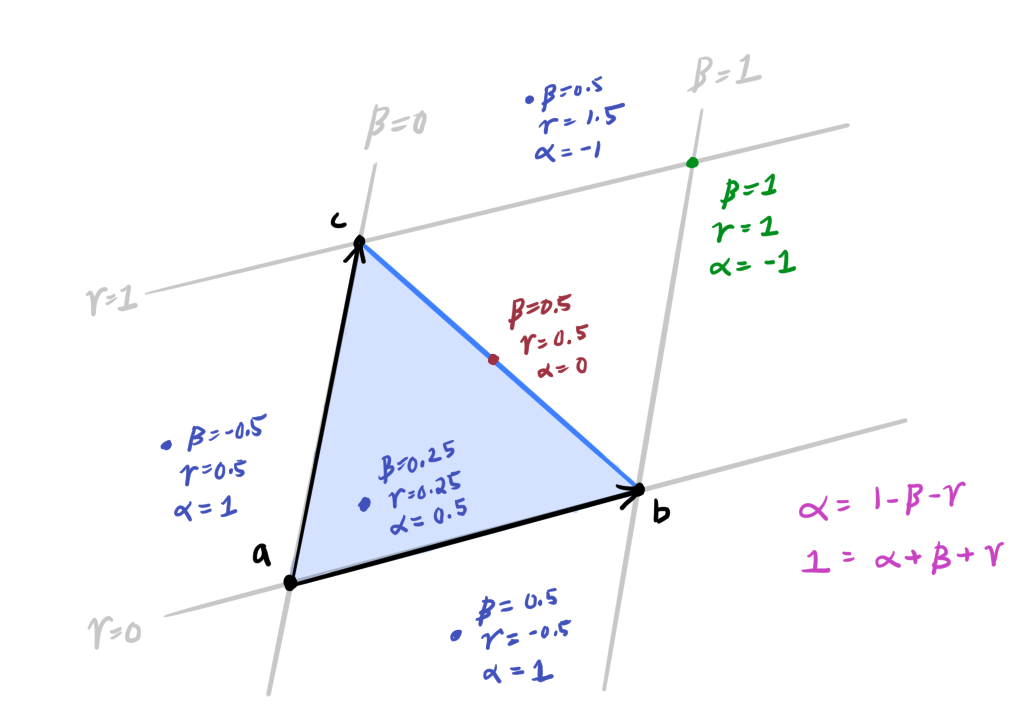 β=1
β=0.5
γ=1.5
α=-1
β=0
c
β=1
γ=1
α=-1
γ=1
β=0.5
γ=0.5
α=0
β=-0.5
γ=0.5
α=1
β=0.25
γ=0.25
α=0.5
b
α=1-β-γ
1=α+β+γ
a
γ=0
β=0.5
γ=-0.5
α=1